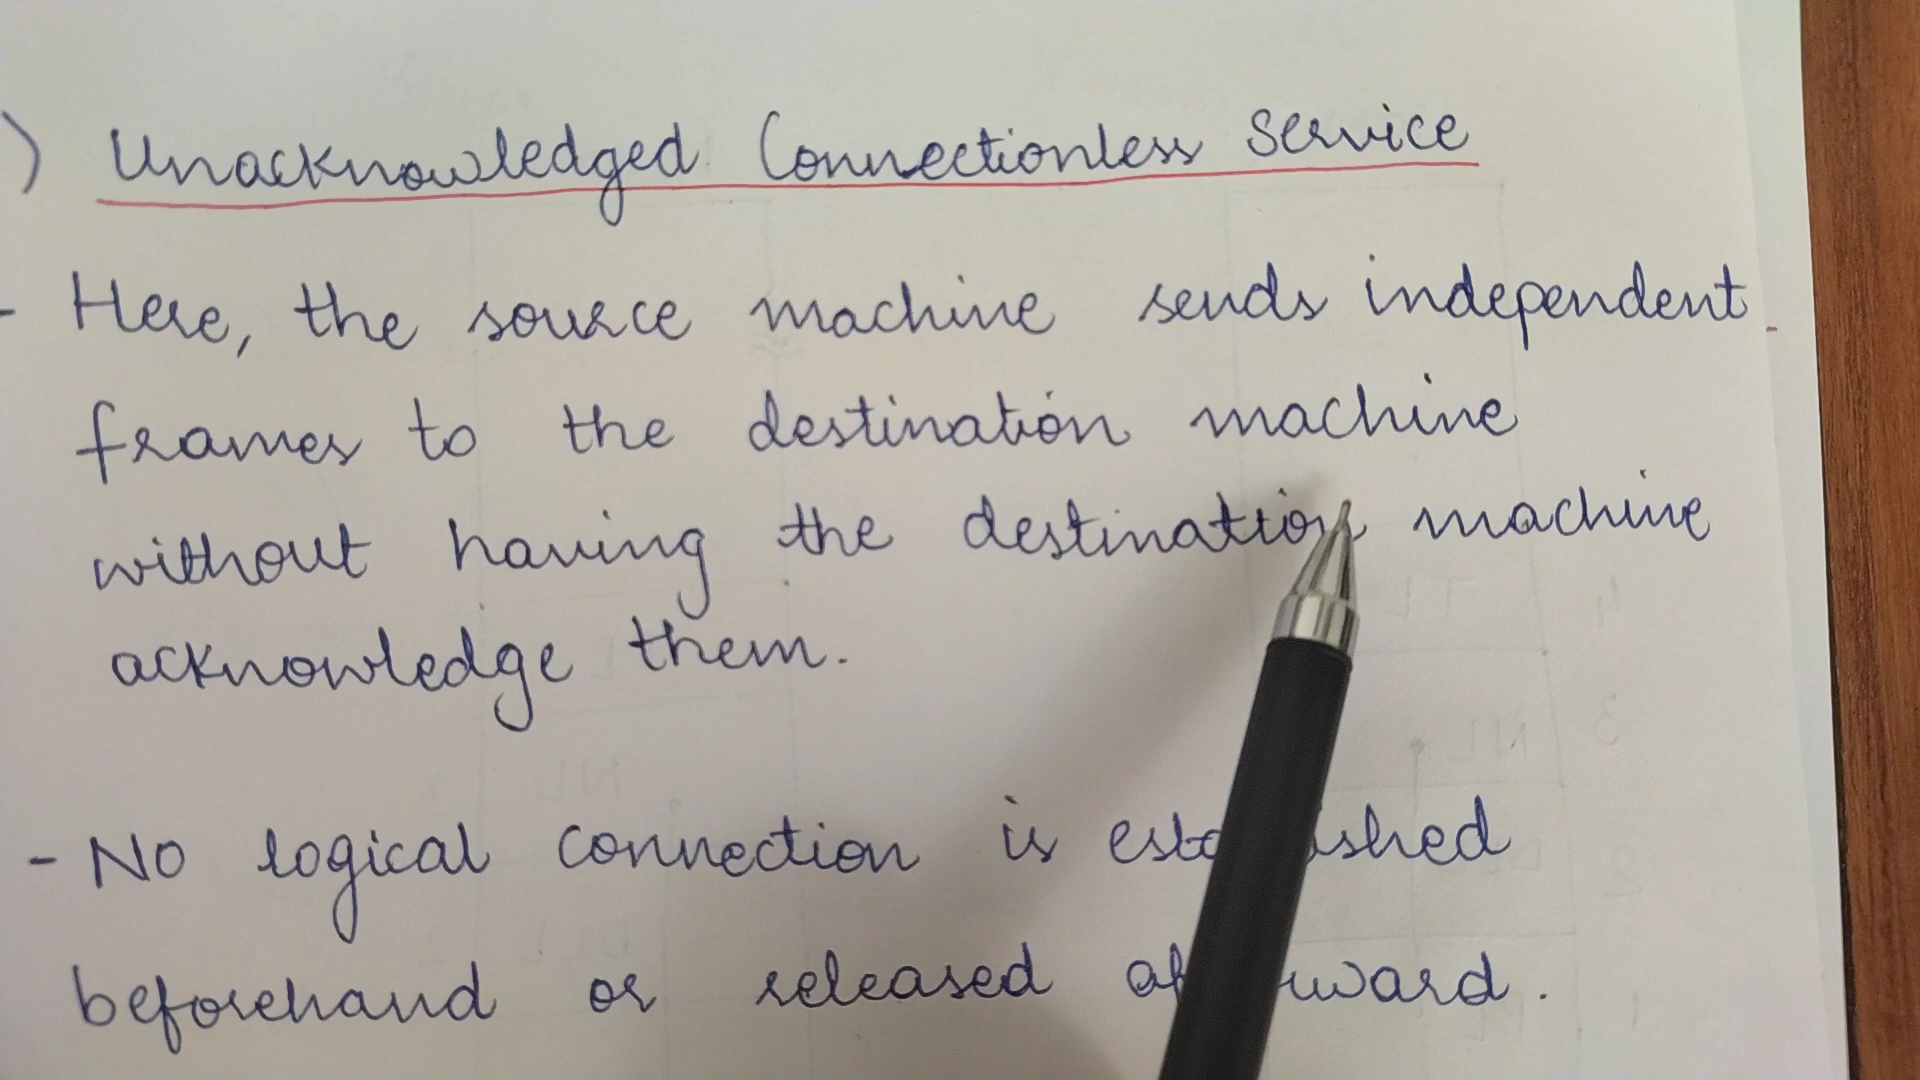 ) Unacknowledged Connectionless Service
- Here, the source machine sends independent
frames to the destination machine
without having the destination machine
acknowledge them.
- No logical connection is
beforehand or released